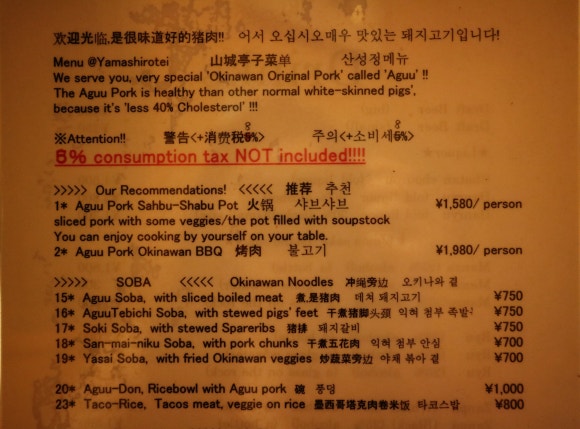 欢迎光临,是很味道好的猪肉!! 어서 오십시오매우 맛있는 돼지고기입니다!
Menu @Yamashirotei 山城亭子菜单 산성정메뉴
We serve you, very special 'Okinawan Original Pork' called 'Aguu' !!
The Aguu Pork is healthy than other normal white-skinned pigs',
because it's 'less 40% Cholesterol' !!!
※Attention!! 警告<+消费税8%> 주의<+소비세8%>
8% consumption tax NOT included!!!!
>>>>> Our Recommendations! <<<<< 推荐 추천
1* Aguu Pork Sahbu-Shabu Pot 火锅 샤브샤브 ¥1,580/ person
sliced pork with some veggies/the pot filled with soupstock
You can enjoy cooking by yourself on your table.
2* Aguu Pork Okinawan BBQ 烤肉 불고기 ¥1,980/ person
>>>>> SOBA <<<<< Okinawan Noodles 冲绳旁边 오키나와 곁
15* Aguu Soba, with sliced boiled meat 煮,是猪肉 데쳐 돼지고기 ¥750
16* AguuTebichi Soba, with stewed pigs' feet 干煮猪脚头颈 익혀 첨부 족발 ¥750
17* Soki Soba, with stewed Spareribs 猪排 돼지갈비 ¥750
18* San-mai-niku Soba, with pork chunks 干煮五花肉 익혀 첨부 안심 ¥700
19* Yasai Soba, with fried Okinawan veggies 炒蔬菜旁边 야채 볶아 곁 ¥700
20* Aguu-Don, Ricebowl with Aguu pork 碗 풍덩 ¥1,000
23* Taco-Rice, Tacos meat, veggie on rice 墨西哥塔克肉卷米饭 타코스밥 ¥800